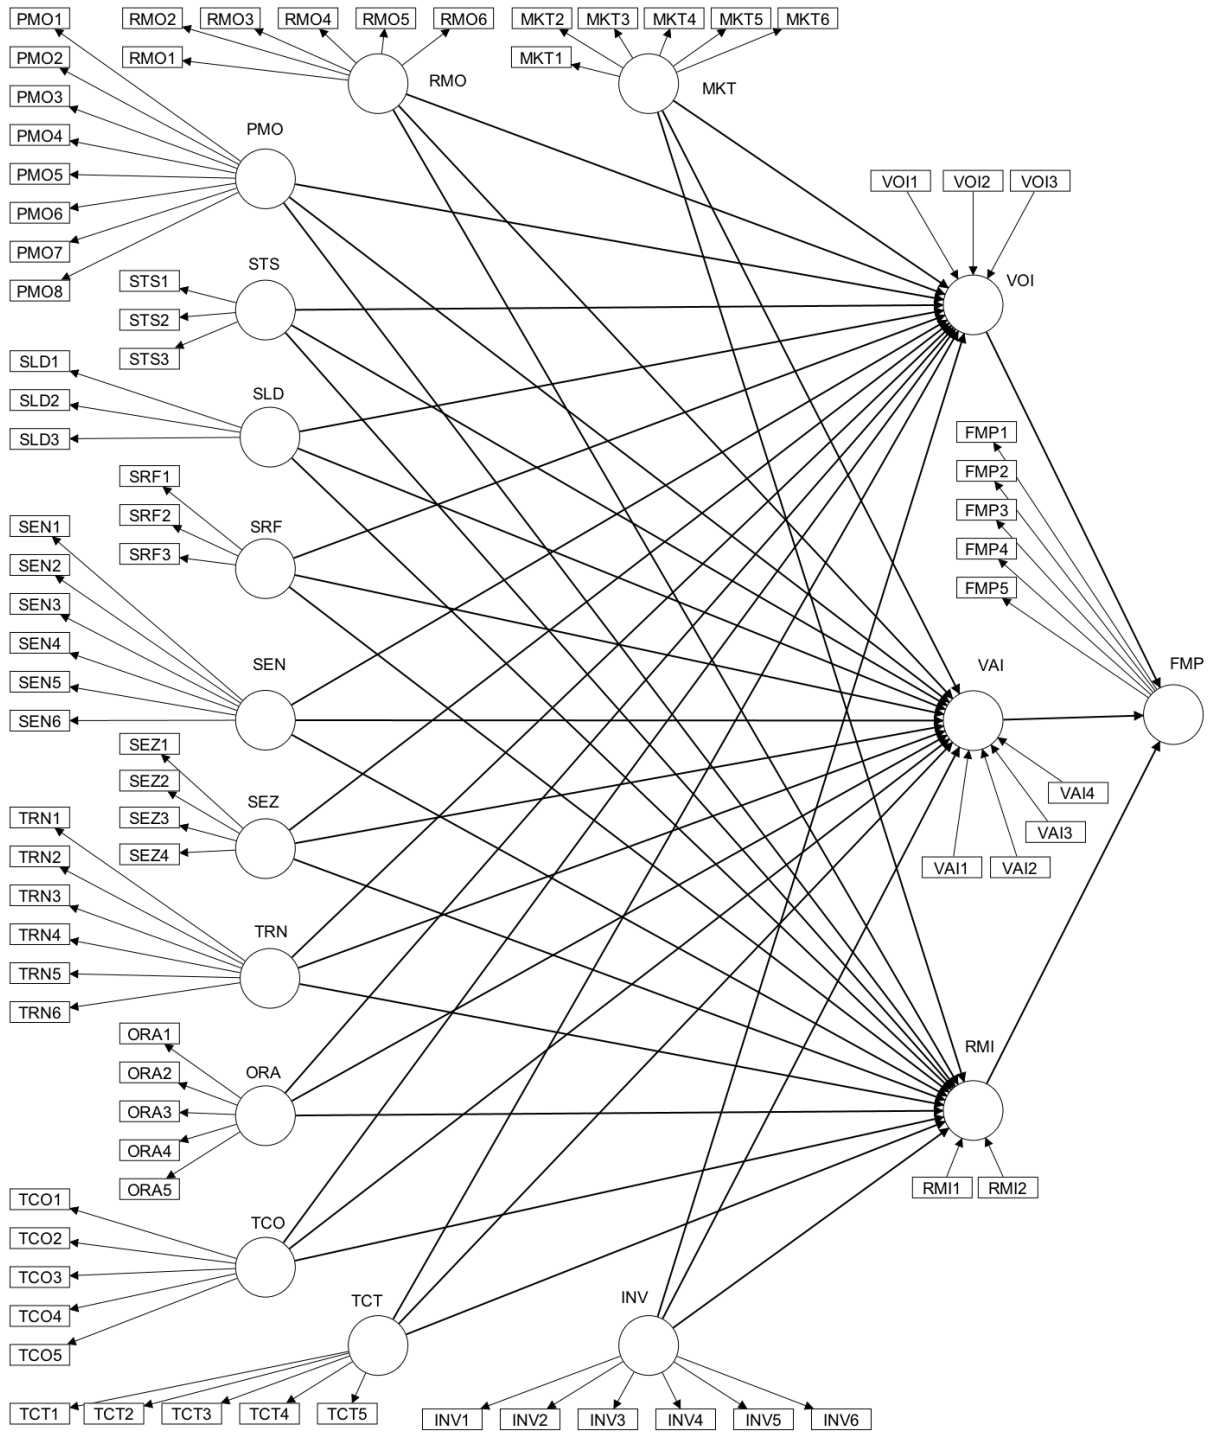 PMO1
RMO2
RMO3
RMO4
RMO5
RMO6
MKT2
MKT3
MKT4
MKT5
MKT6
PMO2
RMO1
RMO
MKT1
MKT
PMO3
PMO4
PMO
PMO5
PMO6
PMO7
PMO8
VOI1
VOI2
VOI3
VOI
STS
STS1
STS2
STS3
SLD1
SLD2
SLD3
SLD
FMP1
FMP2
FMP3
FMP4
FMP5
SRF1
SRF2
SRF3
SRF
SEN1
SEN2
SEN3
SEN4
SEN5
SEN6
SEN
VAI
FMP
SEZ1
SEZ2
SEZ3
SEZ4
SEZ
VAI4
VAI3
VAI1
VAI2
TRN1
TRN2
TRN3
TRN4
TRN5
TRN6
TRN
ORA1
ORA2
ORA3
ORA4
ORA5
ORA
RMI
RMI1
RMI2
TCO1
TCO2
TCO3
TCO4
TCO5
TCO
TCT
INV
TCT1
TCT2
TCT3
TCT4
TCT5
INV1
INV2
INV3
INV4
INV5
INV6